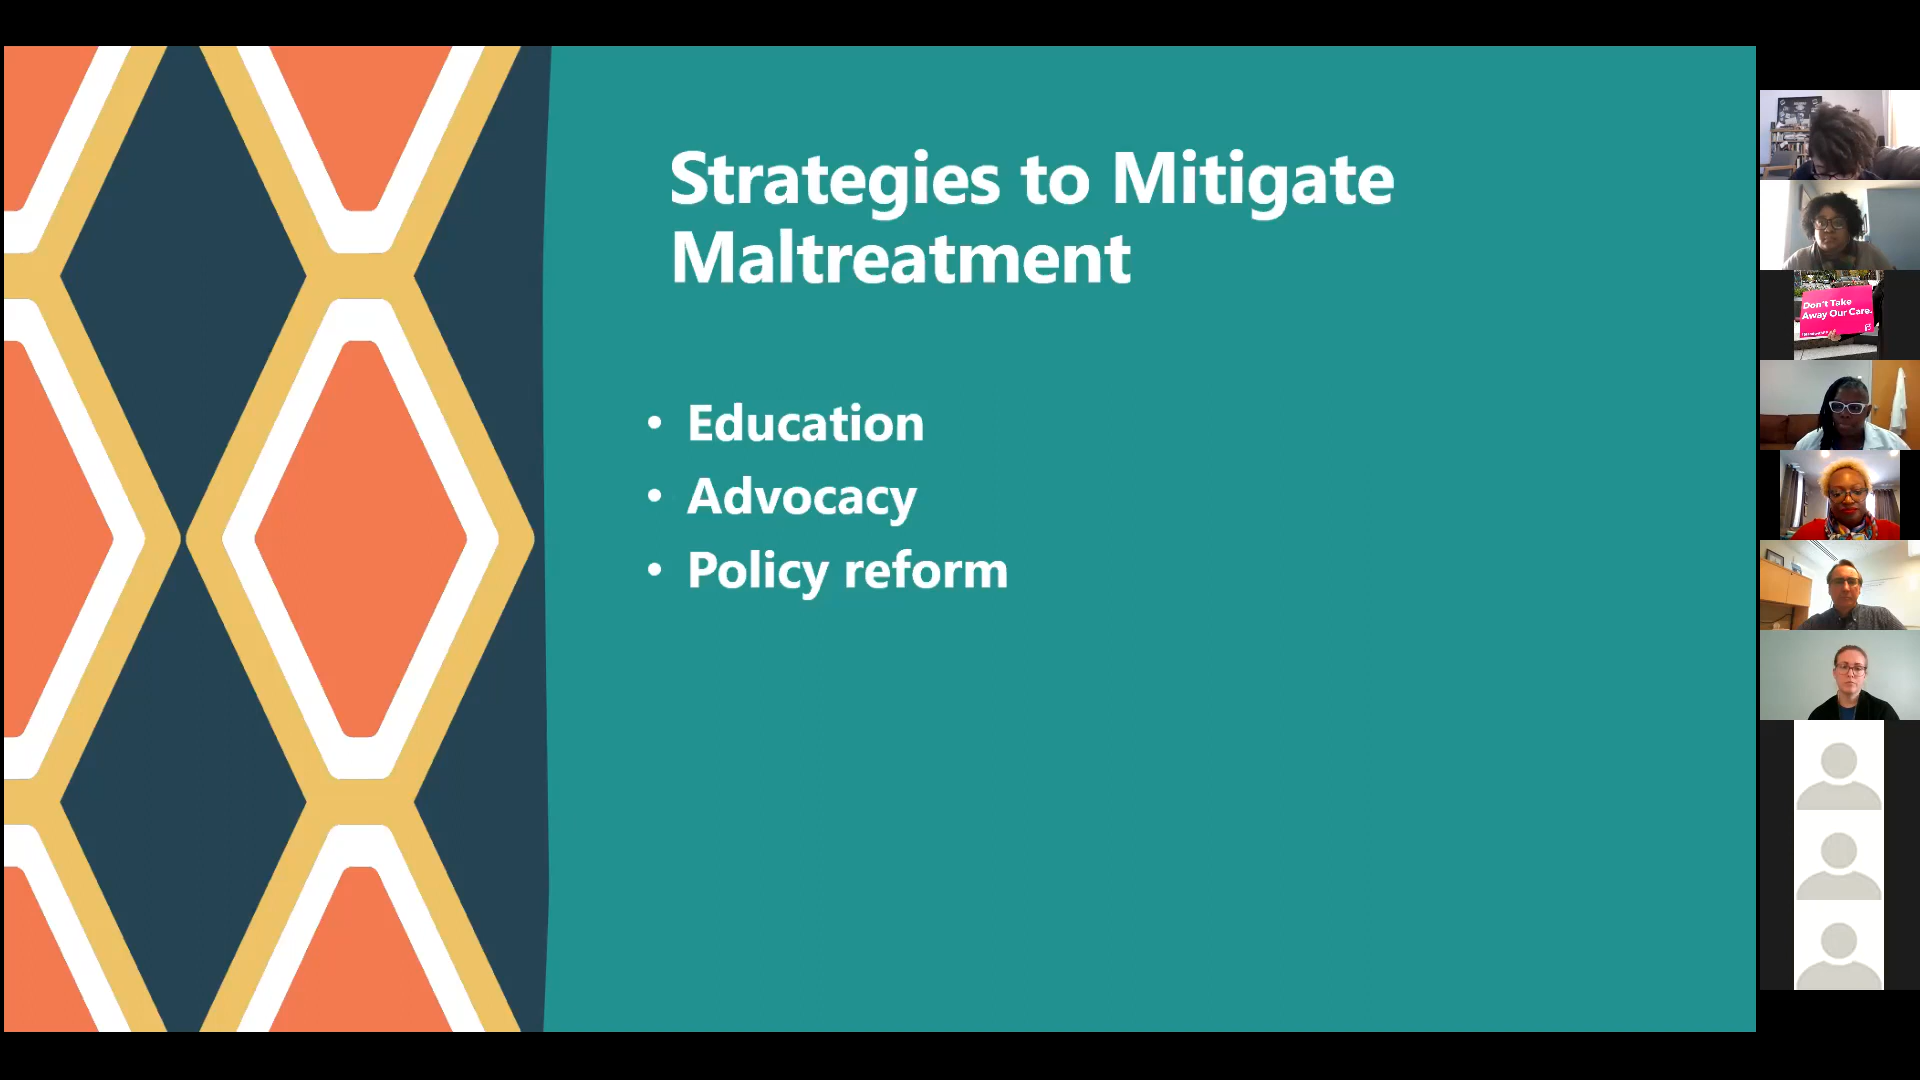 Strategies to Mitigate
Maltreatment
• Education
• Advocacy
• Policy reform
Don't Take
Away Our Care.